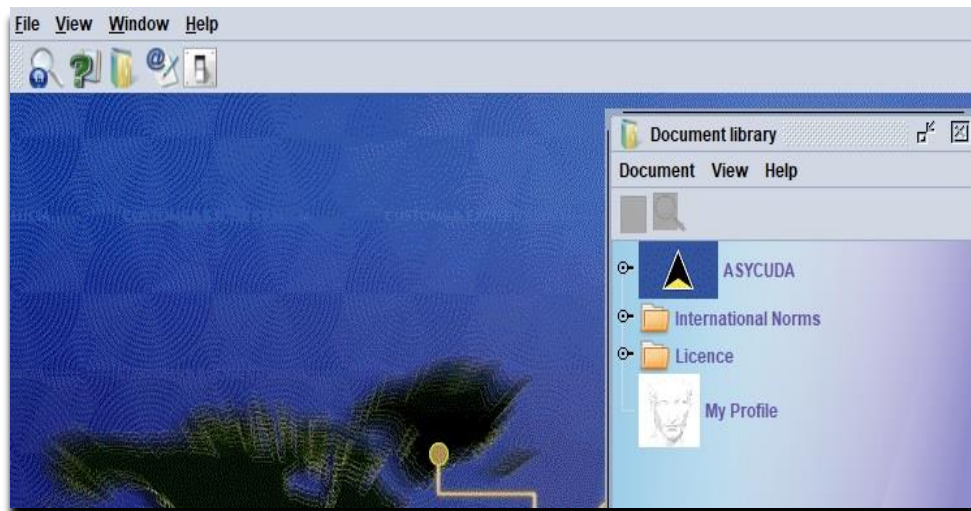 File View Window Help
Document library
Document View Help
ASYCUDA
International Norms
Licence
My Profile